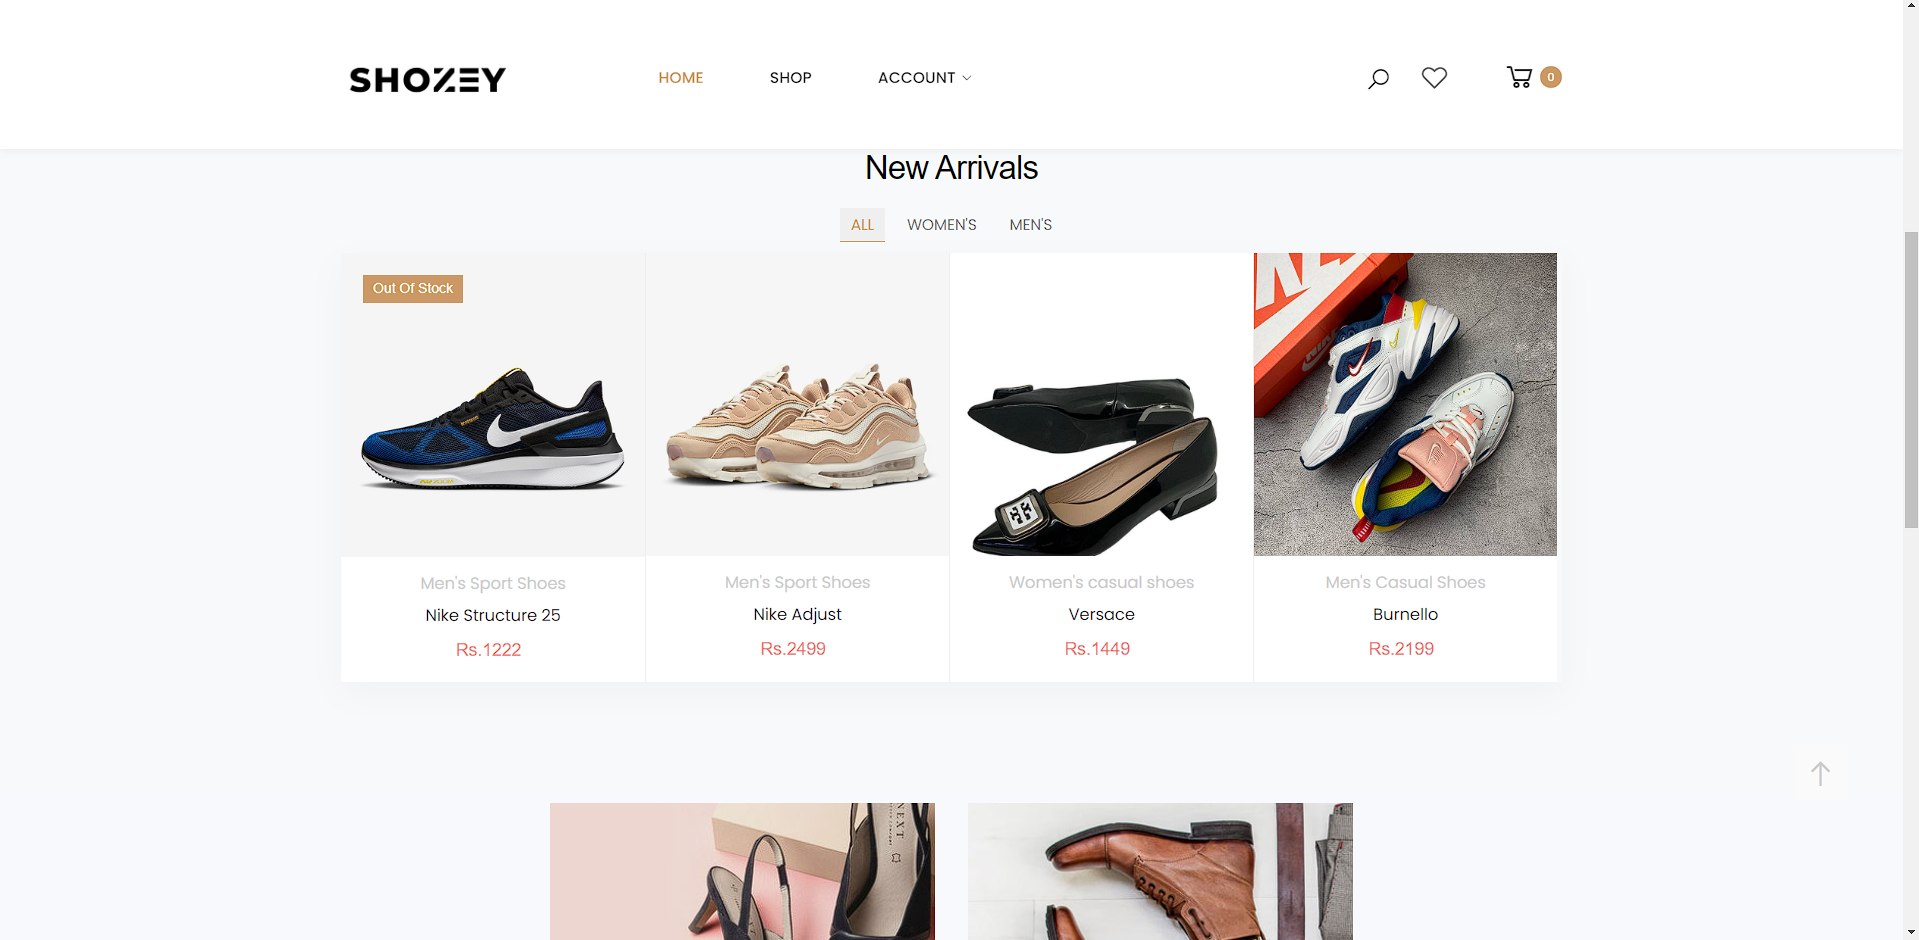 SHOZEY
HOME
SHOP
ACCOUNT
0
New Arrivals
ALL
WOMEN'S
MEN'S
Out Of Stock
Men's Sport Shoes
Nike Structure 25
Rs.1222
Men's Sport Shoes
Nike Adjust
Rs.2499
Women's casual shoes
Versace
Rs.1449
Men's Casual Shoes
Burnello
Rs.2199
NEXT